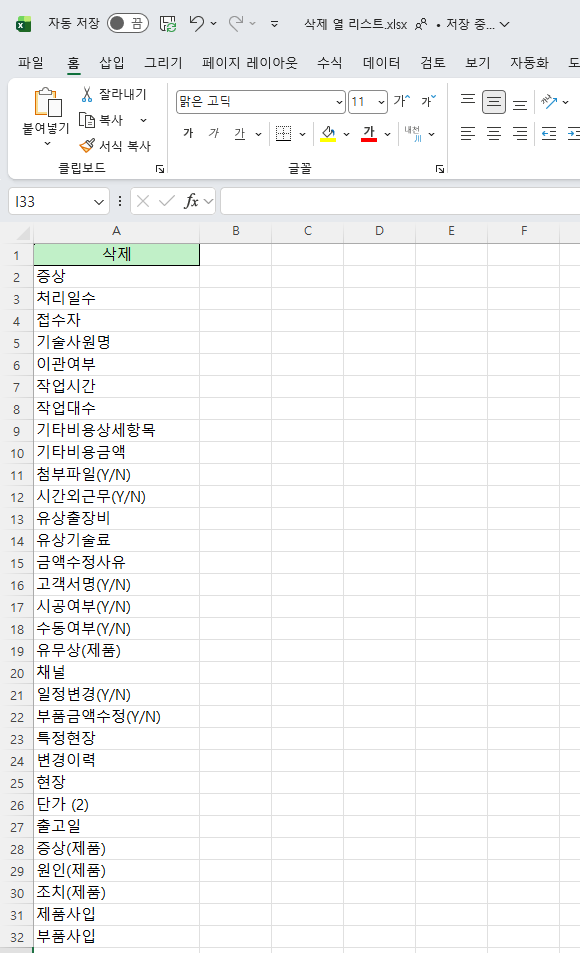 자동 저장 끔 삭제 열 리스트.xlsx • 저장 중...
파일 홈 삽입 그리기 페이지 레이아웃 수식 데이터 검토 보기 자동화 도
붙여넣기
잘라내기
복사
서식 복사
클립보드
맑은 고딕 11 가 가
가 가 가 가 내천
글꼴
I33 fx
A B C D E F
1 삭제
2 증상
3 처리일수
4 접수자
5 기술사원명
6 이관여부
7 작업시간
8 작업대수
9 기타비용상세항목
10 기타비용금액
11 첨부파일(Y/N)
12 시간외근무(Y/N)
13 유상출장비
14 유상기술료
15 금액수정사유
16 고객서명(Y/N)
17 시공여부(Y/N)
18 수동여부(Y/N)
19 유무상(제품)
20 채널
21 일정변경(Y/N)
22 부품금액수정(Y/N)
23 특정현장
24 변경이력
25 현장
26 단가 (2)
27 출고일
28 증상(제품)
29 원인(제품)
30 조치(제품)
31 제품사입
32 부품사입